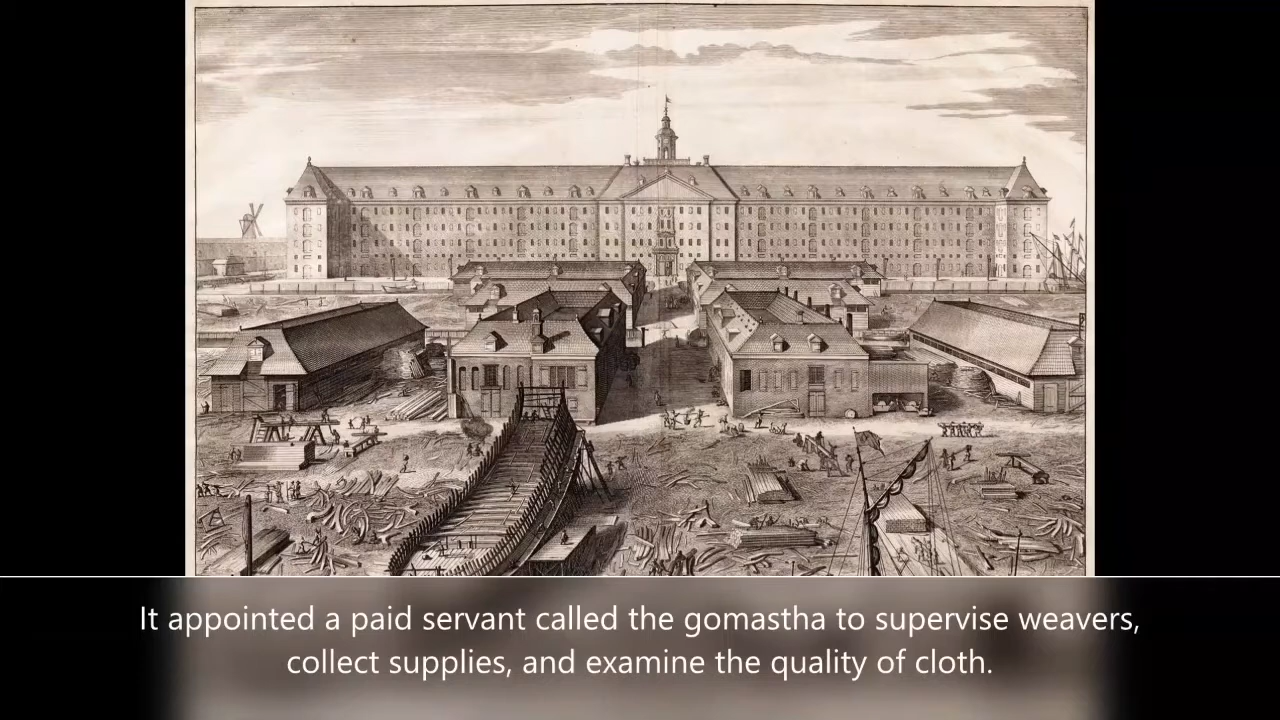 It appointed a paid servant called the gomastha to supervise weavers,
collect supplies, and examine the quality of cloth.